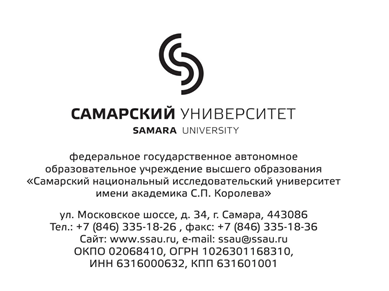 САМАРСКИЙ УНИВЕРСИТЕТ
SAMARA UNIVERSITY
федеральное государственное автономное
образовательное учреждение высшего образования
«Самарский национальный исследовательский университет
имени академика С.П. Королева»
ул. Московское шоссе, д. 34, г. Самара, 443086
Тел.: +7 (846) 335-18-26 , факс: +7 (846) 335-18-36
Сайт: www.ssau.ru, e-mail: ssau@ssau.ru
ОКПО 02068410, ОГРН 1026301168310,
ИНН 6316000632, КПП 631601001